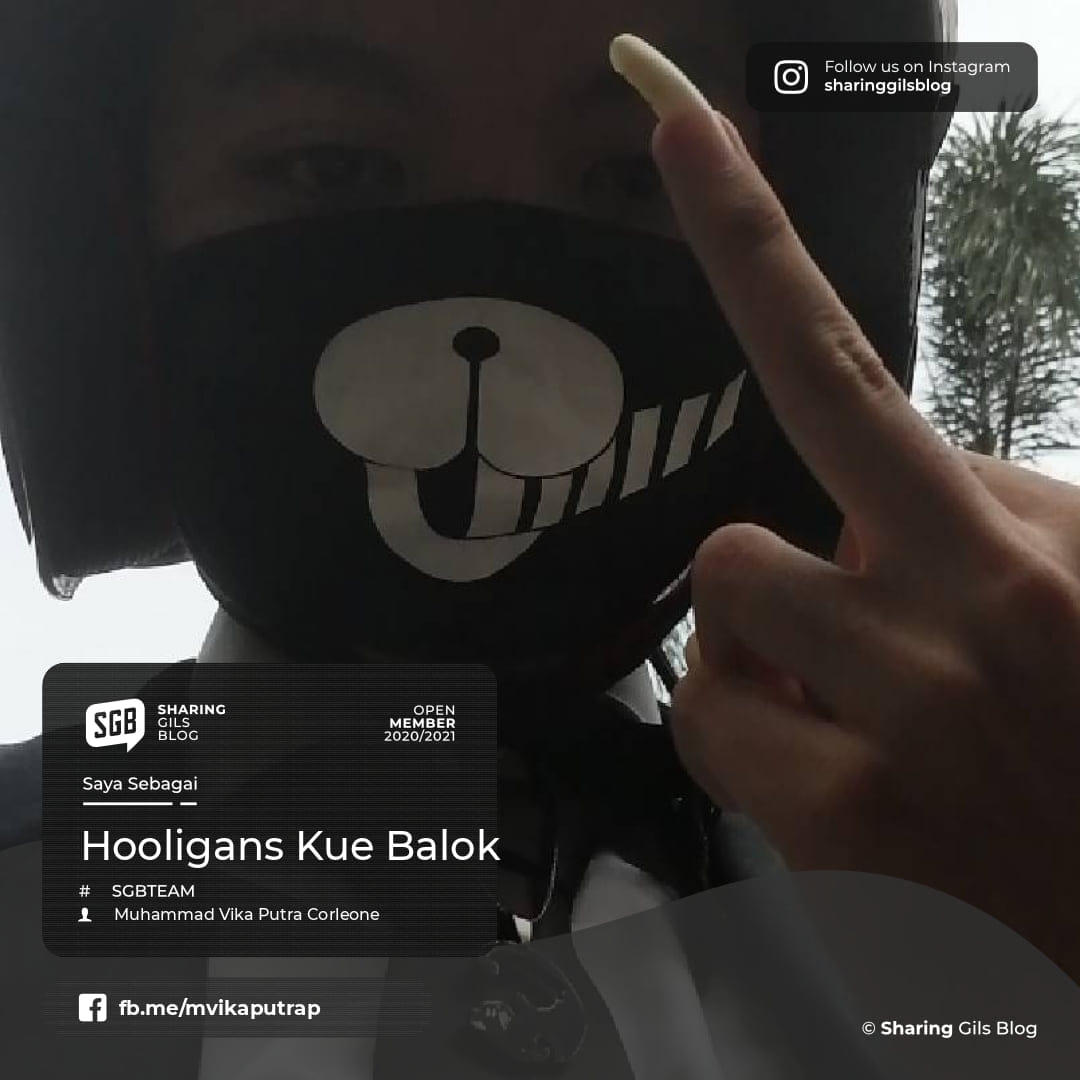 Follow us on Instagram
sharinggilsblog
SGB
SHARING
GILS
BLOG
OPEN
MEMBER
2020/2021
Saya Sebagai
Hooligans Kue Balok
# SGBTEAM
Muhammad Vika Putra Corleone
fb.me/mvikaputrap
© Sharing Gils Blog